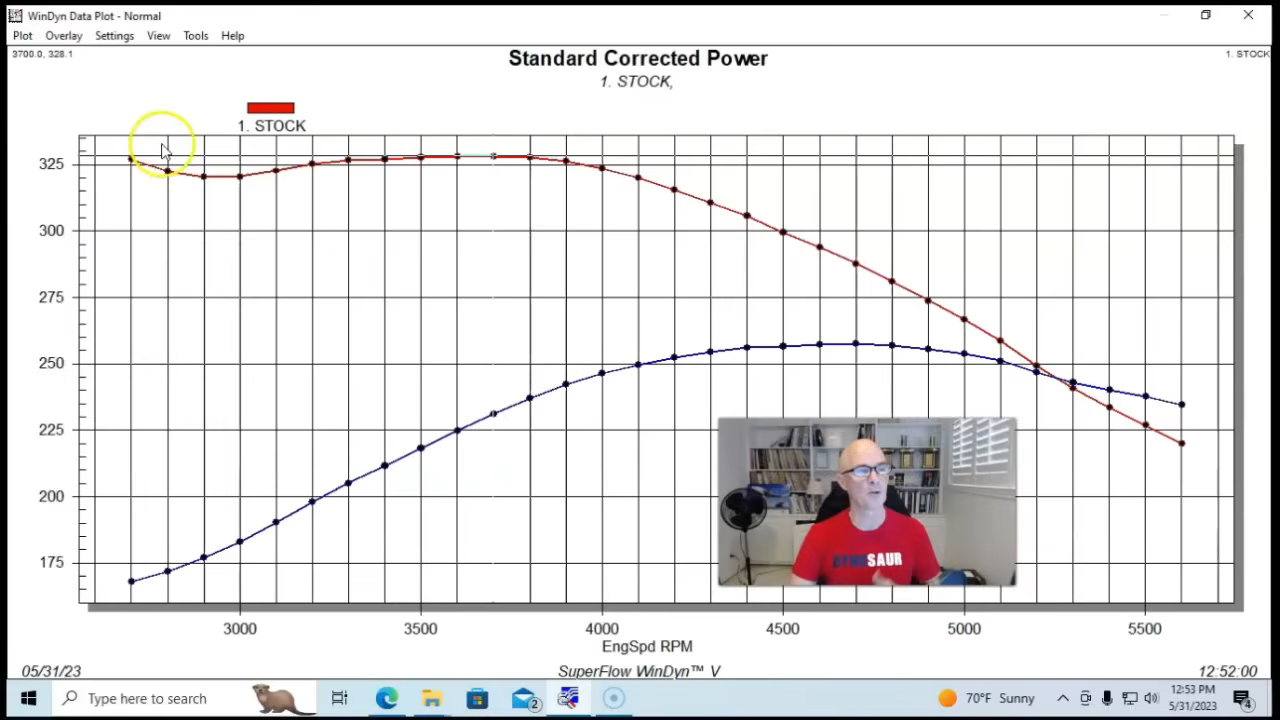 WinDyn Data Plot - Normal
Plot Overlay Settings View Tools Help
3700.0, 328.1
1. STOCK
Standard Corrected Power
1. STOCK,
1. STOCK
325
300
275
250
225
200
175
3000 3500 4000 4500 5000 5500
EngSpd RPM
05/31/23
SuperFlow WinDyn™ V
12:52:00
DYNOSAUR
Type here to search
2
70°F Sunny
12:53 PM
5/31/2023
4